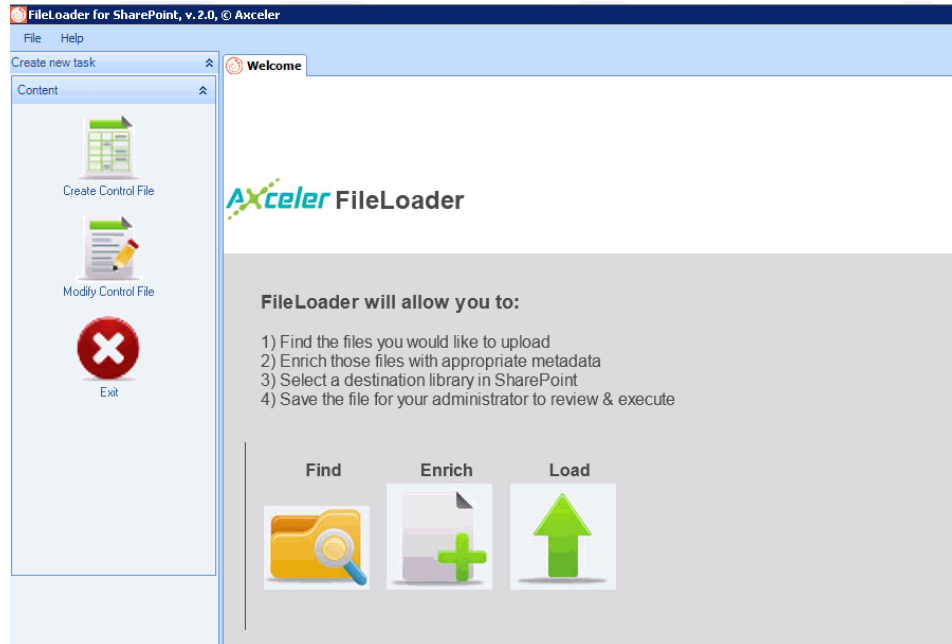 FileLoader for SharePoint, v. 2.0, © Axceler
File Help
Create new task
Content
Create Control File
Modify Control File
Exit
Welcome
Axceler FileLoader
FileLoader will allow you to:
1) Find the files you would like to upload
2) Enrich those files with appropriate metadata
3) Select a destination library in SharePoint
4) Save the file for your administrator to review & execute
Find Enrich Load